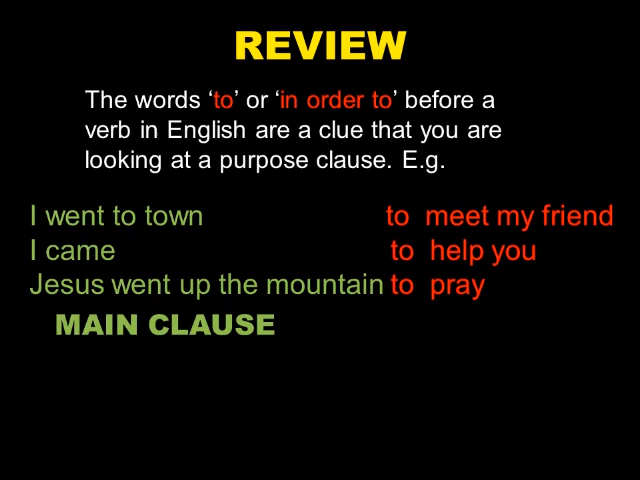 REVIEW
The words ‘to’ or ‘in order to’ before a
verb in English are a clue that you are
looking at a purpose clause. E.g.
I went to town to meet my friend
I came to help you
Jesus went up the mountain to pray
MAIN CLAUSE